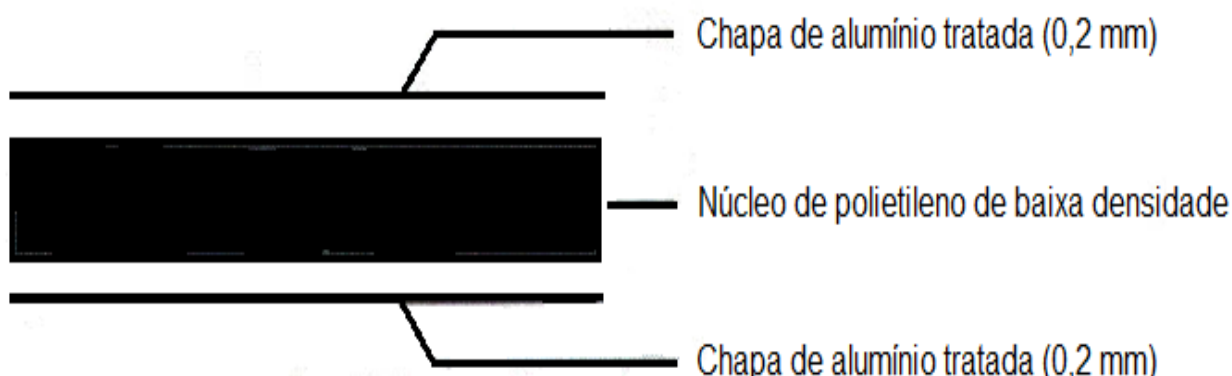 Chapa de alumínio tratada (0,2 mm)
Núcleo de polietileno de baixa densidade
Chapa de alumínio tratada (0,2 mm)